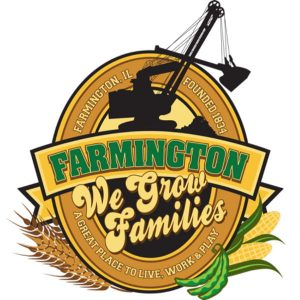 FARMINGTON, IL
FOUNDED 1834
FARMINGTON
We Grow
Families
A GREAT PLACE TO LIVE, WORK & PLAY